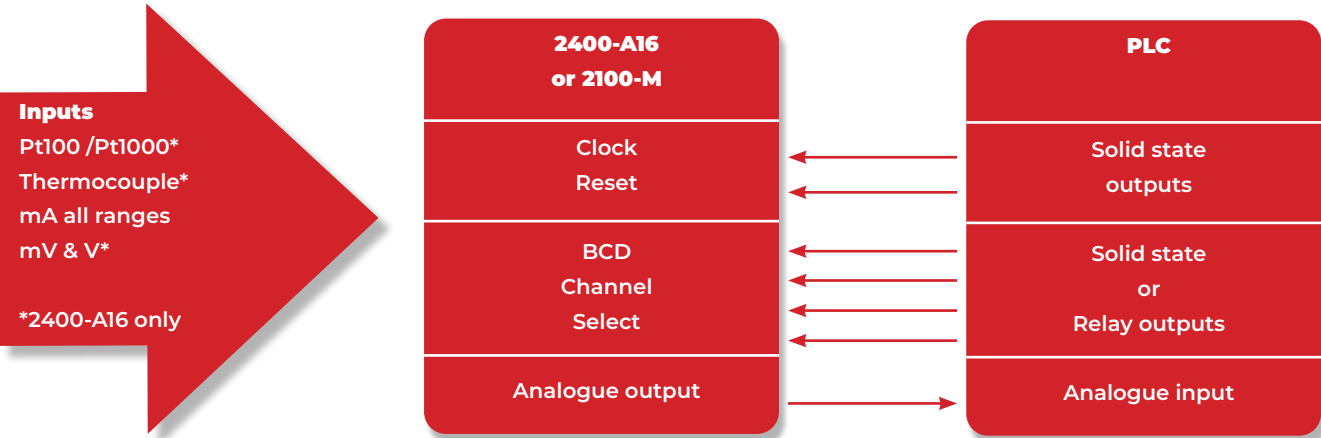 Inputs
Pt100 /Pt1000*
Thermocouple*
mA all ranges
mV & V*
*2400-A16 only
2400-A16
or 2100-M
Clock
Reset
BCD
Channel
Select
Analogue output
PLC
Solid state
outputs
Solid state
or
Relay outputs
Analogue input